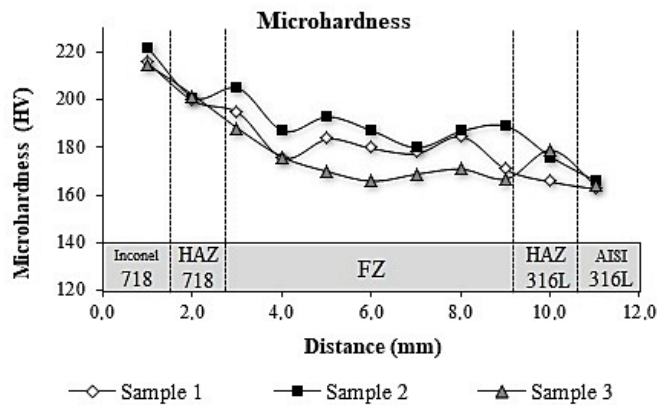 Microhardness
Microhardness (HV)
220
200
180
160
140
120
Inconel 718
HAZ 718
FZ
HAZ 316L
AISI 316L
0,0 2,0 4,0 6,0 8,0 10,0 12,0
Distance (mm)
Sample 1 Sample 2 Sample 3